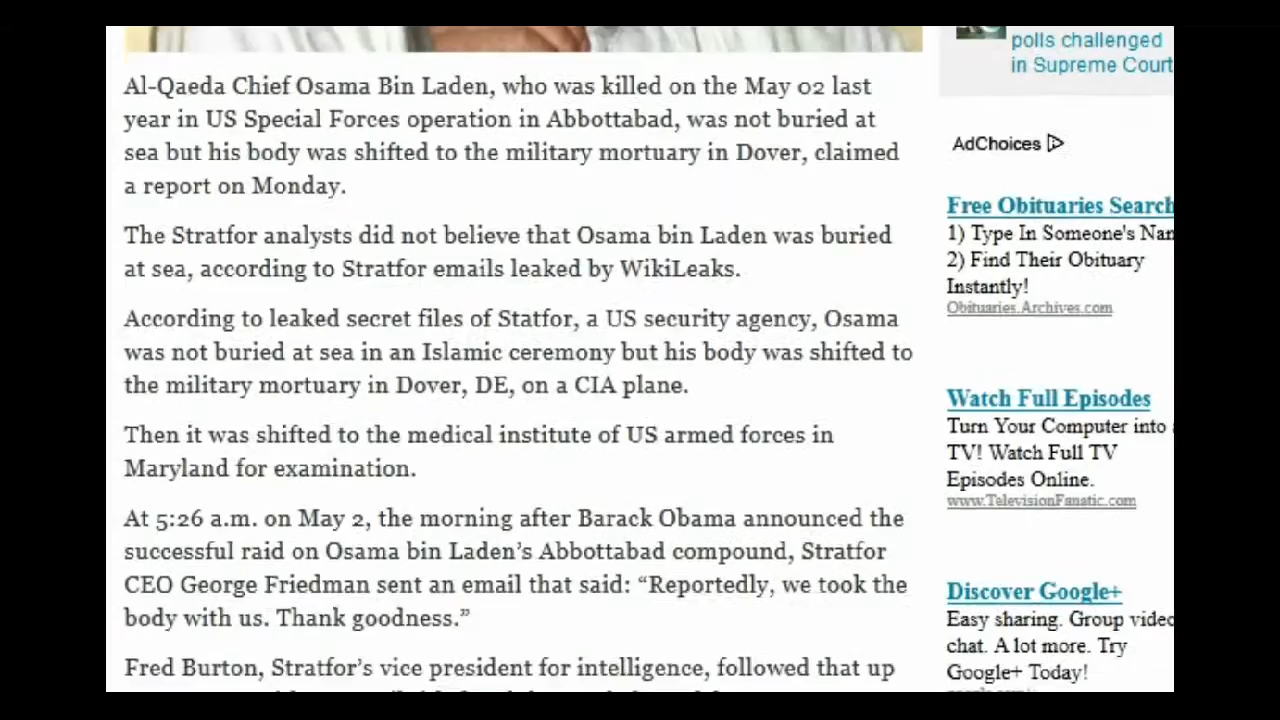 Al-Qaeda Chief Osama Bin Laden, who was killed on the May 02 last
year in US Special Forces operation in Abbottabad, was not buried at
sea but his body was shifted to the military mortuary in Dover, claimed
a report on Monday.
The Stratfor analysts did not believe that Osama bin Laden was buried
at sea, according to Stratfor emails leaked by WikiLeaks.
According to leaked secret files of Statfor, a US security agency, Osama
was not buried at sea in an Islamic ceremony but his body was shifted to
the military mortuary in Dover, DE, on a CIA plane.
Then it was shifted to the medical institute of US armed forces in
Maryland for examination.
At 5:26 a.m. on May 2, the morning after Barack Obama announced the
successful raid on Osama bin Laden’s Abbottabad compound, Stratfor
CEO George Friedman sent an email that said: “Reportedly, we took the
body with us. Thank goodness.”
Fred Burton, Stratfor’s vice president for intelligence, followed that up
polls challenged
in Supreme Court
AdChoices
Free Obituaries Search
1) Type In Someone's Nan
2) Find Their Obituary
Instantly!
Obituaries.Archives.com
Watch Full Episodes
Turn Your Computer into
TV! Watch Full TV
Episodes Online.
www.TelevisionFanatic.com
Discover Google+
Easy sharing. Group video
chat. A lot more. Try
Google+ Today!